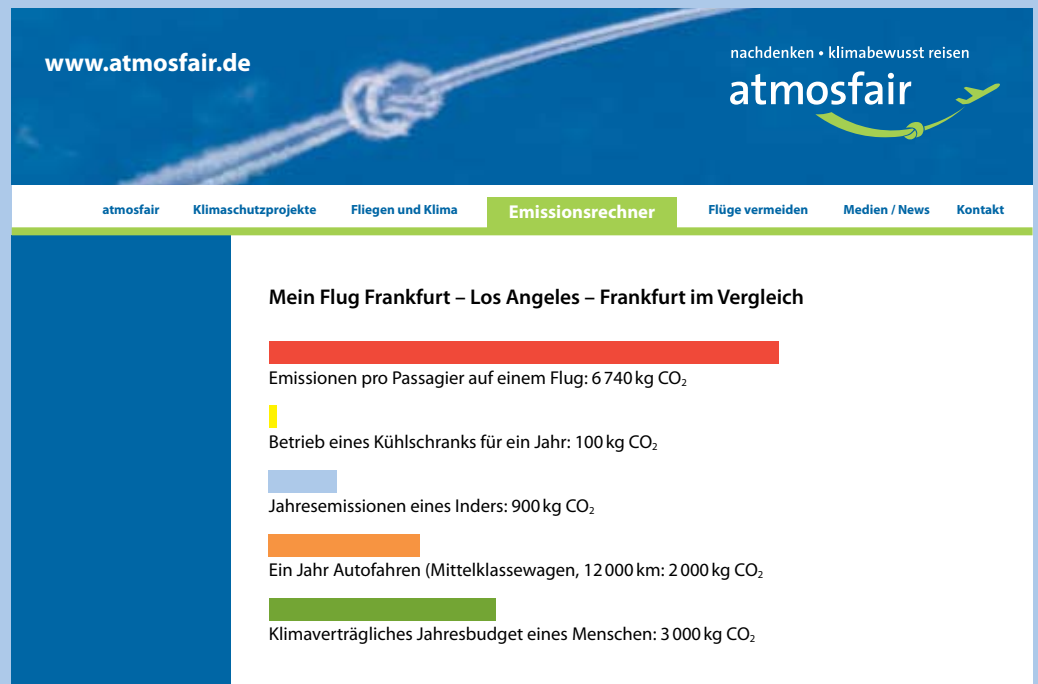 www.atmosfair.de
nachdenken • klimabewusst reisen
atmosfair
atmosfair Klimaschutzprojekte Fliegen und Klima Emissionsrechner Flüge vermeiden Medien / News Kontakt
Mein Flug Frankfurt – Los Angeles – Frankfurt im Vergleich
Emissionen pro Passagier auf einem Flug: 6 740 kg CO₂
Betrieb eines Kühlschranks für ein Jahr: 100 kg CO₂
Jahresemissionen eines Inders: 900 kg CO₂
Ein Jahr Autofahren (Mittelklassewagen, 12 000 km: 2 000 kg CO₂
Klimaverträgliches Jahresbudget eines Menschen: 3 000 kg CO₂